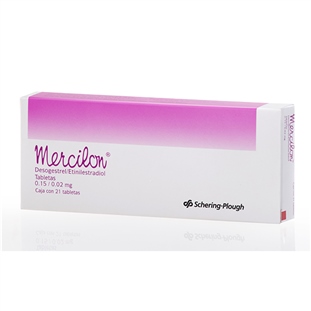 Mercilon®
Desogestrel/Etinilestradiol
Tabletas
0.15 / 0.02 mg
Caja con 21 tabletas
Schering-Plough
Mercilon